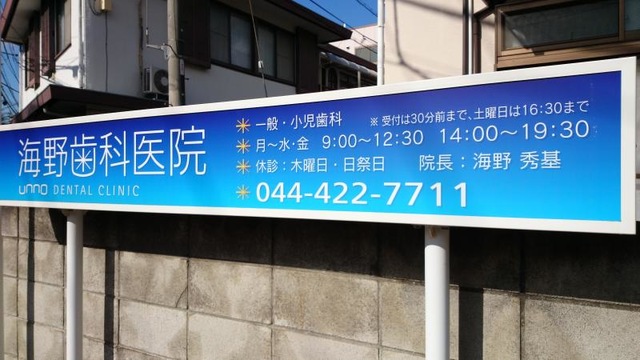 海野歯科医院
unno DENTAL CLINIC
一般・小児歯科 ※ 受付は30分前まで、土曜日は16:30まで
月～水・金 9:00～12:30 14:00～19:30
休診：木曜日・日祭日 院長：海野 秀基
044-422-7711